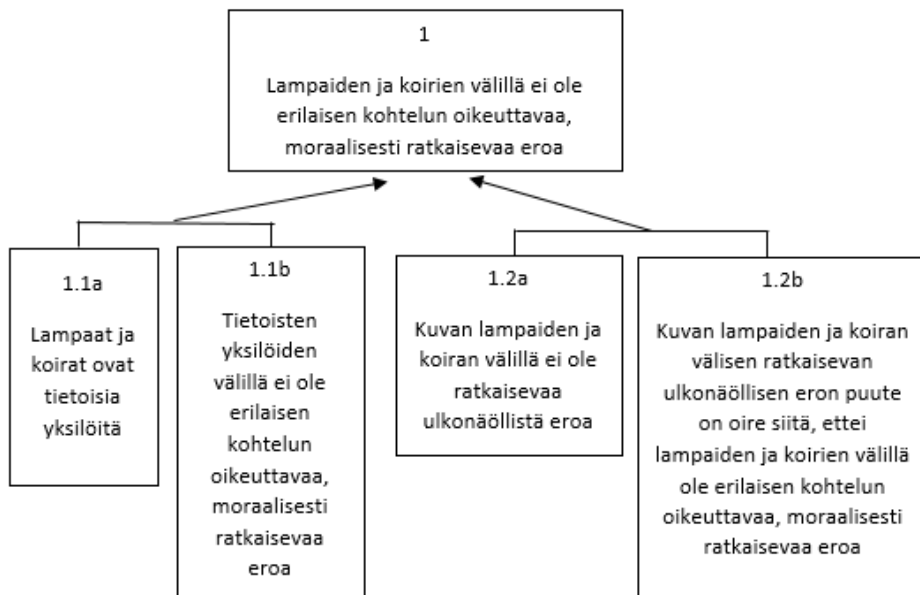 1
Lampaiden ja koirien välillä ei ole
erilaisen kohtelun oikeuttavaa,
moraalisesti ratkaisevaa eroa
1.1a
Lampaat ja
koirat ovat
tietoisia
yksilöitä
1.1b
Tietoisten
yksilöiden
välillä ei ole
erilaisen
kohtelun
oikeuttavaa,
moraalisesti
ratkaisevaa
eroa
1.2a
Kuvan lampaiden ja
koiran välillä ei ole
ratkaisevaa
ulkonäöllistä eroa
1.2b
Kuvan lampaiden ja koiran
välisen ratkaisevan
ulkonäöllisen eron puute
on oire siitä, ettei
lampaiden ja koirien välillä
ole erilaisen kohtelun
oikeuttavaa, moraalisesti
ratkaisevaa eroa